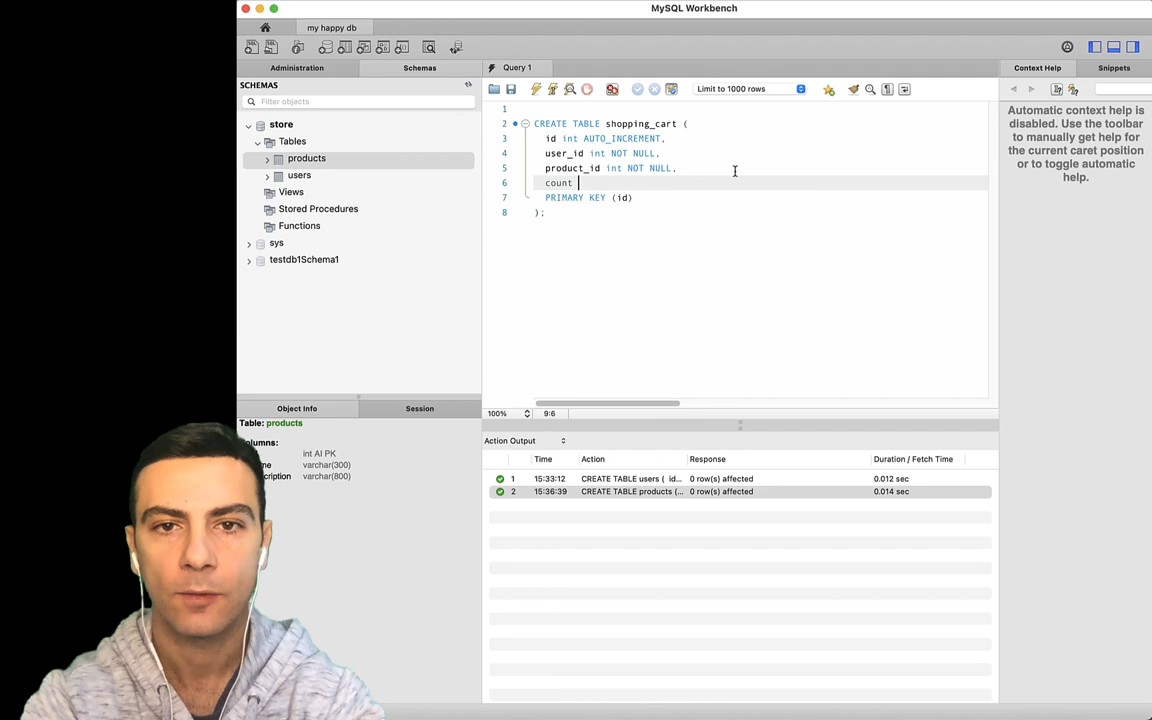 MySQL Workbench
my happy db
Administration
Schemas
Query 1
Context Help
Snippets
SCHEMAS
Filter objects
Limit to 1000 rows
store
Tables
products
users
Views
Stored Procedures
Functions
sys
testdb1Schema1
1
2 CREATE TABLE shopping_cart (
3 id int AUTO_INCREMENT,
4 user_id int NOT NULL,
5 product_id int NOT NULL,
6 count
7 PRIMARY KEY (id)
8 );
Automatic context help is
disabled. Use the toolbar
to manually get help for
the current caret position
or to toggle automatic
help.
100% 9:6
Object Info
Session
Table: products
int AI PK
varchar(300)
varchar(800)
Action Output
Time Action Response Duration / Fetch Time
1 15:33:12 CREATE TABLE users ( id... 0 row(s) affected 0.012 sec
2 15:36:39 CREATE TABLE products (... 0 row(s) affected 0.014 sec